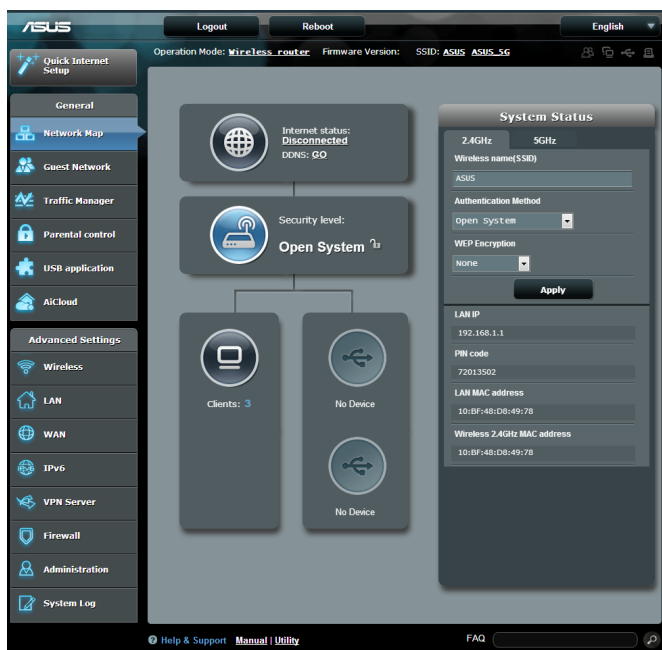 ASUS
Logout
Reboot
English
Quick Internet
Setup
Operation Mode: Wireless router Firmware Version: SSID: ASUS ASUS_5G
General
Network Map
Guest Network
Traffic Manager
Parental control
USB application
AiCloud
Advanced Settings
Wireless
LAN
WAN
IPv6
IPv6
VPN Server
Firewall
Administration
System Log
Internet status:
Disconnected
DDNS: GO
Security level:
Open System
Clients: 3
No Device
No Device
System Status
2.4GHz
5GHz
Wireless name(SSID)
ASUS
Authentication Method
Open System
WEP Encryption
None
Apply
LAN IP
192.168.1.1
PIN code
72013502
LAN MAC address
10:BF:48:D8:49:78
Wireless 2.4GHz MAC address
10:BF:48:D8:49:78
? Help & Support Manual | Utility
FAQ